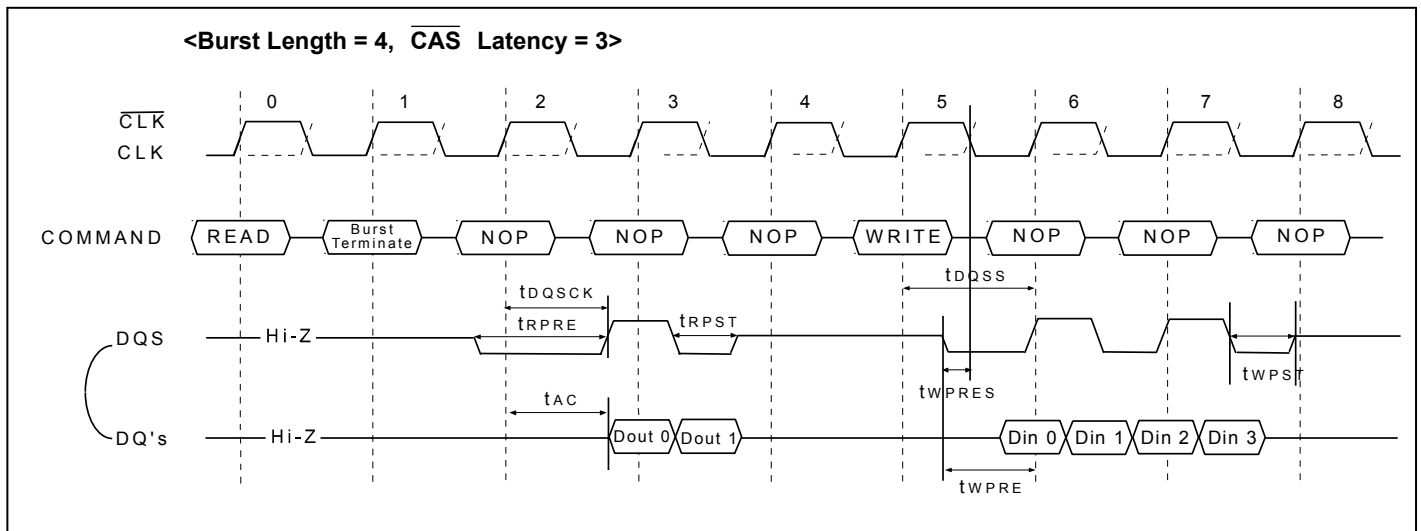 <Burst Length = 4, CAS Latency = 3>
0 1 2 3 4 5 6 7 8
CLK
CLK
COMMAND READ Burst Terminate NOP NOP NOP WRITE NOP NOP NOP
tDQSS
tDQSCK
tRPRE tRPST
DQS Hi-Z
tWPRES tWPST
tAC
DQ's Hi-Z Dout 0 Dout 1 Din 0 Din 1 Din 2 Din 3
tWPRE